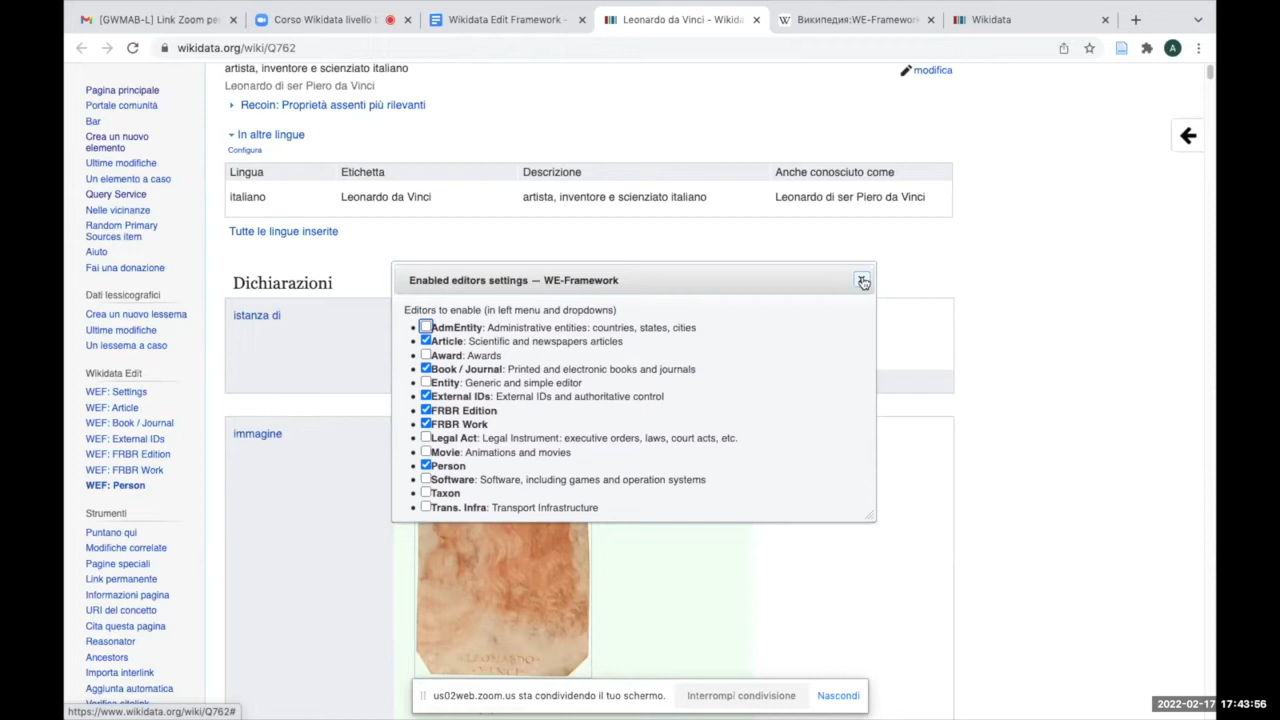 [GWMAB-L] Link Zoom pe
Corso Wikidata livello
Wikidata Edit Framework -
Leonardo da Vinci - Wikida
Википедия:WE-Framework
Wikidata
wikidata.org/wiki/Q762
A
Pagina principale
Portale comunità
Bar
Crea un nuovo
elemento
Ultime modifiche
Un elemento a caso
Query Service
Nelle vicinanze
Random Primary
Sources item
Aiuto
Fai una donazione
Dati lessicografici
Crea un nuovo lessema
Ultime modifiche
Un lessema a caso
Wikidata Edit
WEF: Settings
WEF: Article
WEF: Book / Journal
WEF: External IDs
WEF: FRBR Edition
WEF: FRBR Work
WEF: Person
Strumenti
Puntano qui
Modifiche correlate
Pagine speciali
Link permanente
Informazioni pagina
URI del concetto
Cita questa pagina
Reasonator
Ancestors
Importa interlink
Aggiunta automatica
https://www.wikidata.org/wiki/Q762#
artista, inventore e scienziato italiano
modifica
Leonardo di ser Piero da Vinci
Recoin: Proprietà assenti più rilevanti
In altre lingue
Configura
Lingua Etichetta Descrizione Anche conosciuto come
italiano Leonardo da Vinci artista, inventore e scienziato italiano Leonardo di ser Piero da Vinci
Tutte le lingue inserite
Dichiarazioni
istanza di
immagine
Enabled editors settings — WE-Framework
Editors to enable (in left menu and dropdowns)
AdmEntity: Administrative entities: countries, states, cities
Article: Scientific and newspapers articles
Award: Awards
Book / Journal: Printed and electronic books and journals
Entity: Generic and simple editor
External IDs: External IDs and authoritative control
FRBR Edition
FRBR Work
Legal Act: Legal Instrument: executive orders, laws, court acts, etc.
Movie: Animations and movies
Person
Software: Software, including games and operation systems
Taxon
Trans. Infra: Transport Infrastructure
us02web.zoom.us sta condividendo il tuo schermo.
Interrompi condivisione
Nascondi
2022-02-17 17:43:56